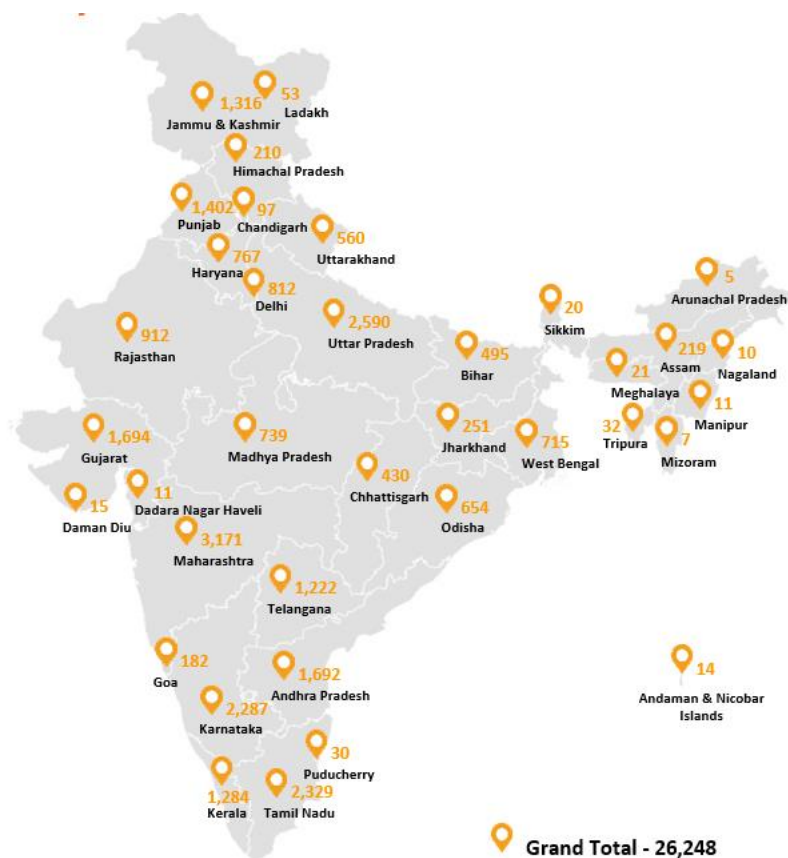 1,316
Jammu & Kashmir
53
Ladakh
210
Himachal Pradesh
1,402
Punjab
97
Chandigarh
560
Uttarakhand
767
Haryana
812
Delhi
912
Rajasthan
2,590
Uttar Pradesh
495
Bihar
20
Sikkim
5
Arunachal Pradesh
219
Assam
10
Nagaland
21
Meghalaya
11
Manipur
32
Tripura
7
Mizoram
1,694
Gujarat
739
Madhya Pradesh
251
Jharkhand
715
West Bengal
430
Chhattisgarh
654
Odisha
15
Daman Diu
11
Dadara Nagar Haveli
3,171
Maharashtra
1,222
Telangana
182
Goa
1,692
Andhra Pradesh
2,287
Karnataka
14
Andaman & Nicobar
Islands
30
Puducherry
1,284
Kerala
2,329
Tamil Nadu
Grand Total - 26,248